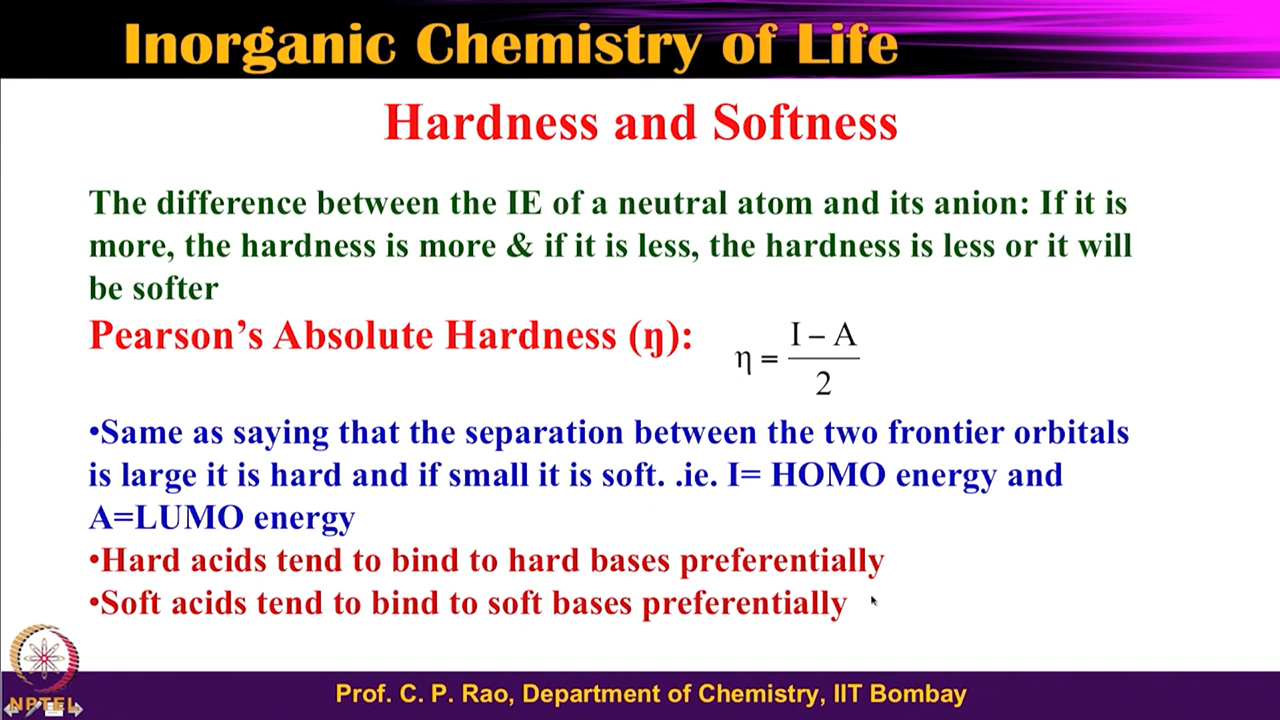 Inorganic Chemistry of Life
Hardness and Softness
The difference between the IE of a neutral atom and its anion: If it is
more, the hardness is more & if it is less, the hardness is less or it will
be softer
Pearson’s Absolute Hardness (ŋ):
η = I – A
2
•Same as saying that the separation between the two frontier orbitals
is large it is hard and if small it is soft. .ie. I= HOMO energy and
A=LUMO energy
•Hard acids tend to bind to hard bases preferentially
•Soft acids tend to bind to soft bases preferentially
NPTEL
Prof. C. P. Rao, Department of Chemistry, IIT Bombay